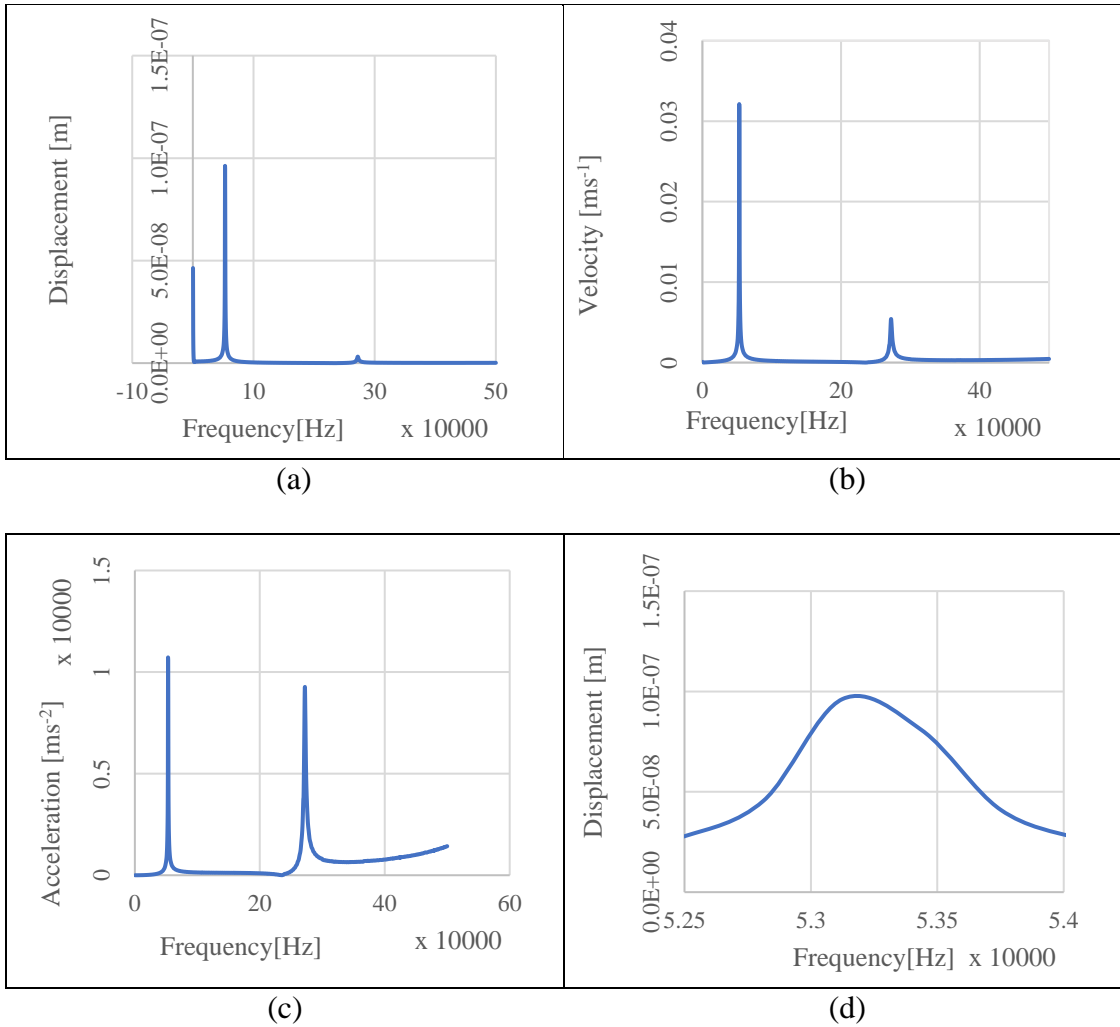 Displacement [m]
1.5E-07
1.0E-07
5.0E-08
0.0E+00
-10 10 30 50
Frequency[Hz] x 10000
(a)
Velocity [ms-1)
0.04
0.03
0.02
0.01
0
0 20 40
Frequency[Hz] x 10000
(b)
Acceleration [ms-2]
x 10000
1.5
1
0.5
0
0 20 40 60
Frequency[Hz] x 10000
(c)
Displacement [m]
1.5E-07
1.0E-07
5.0E-08
0.0E+00
5.25 5.3 5.35 5.4
Frequency[Hz] x 10000
(d)